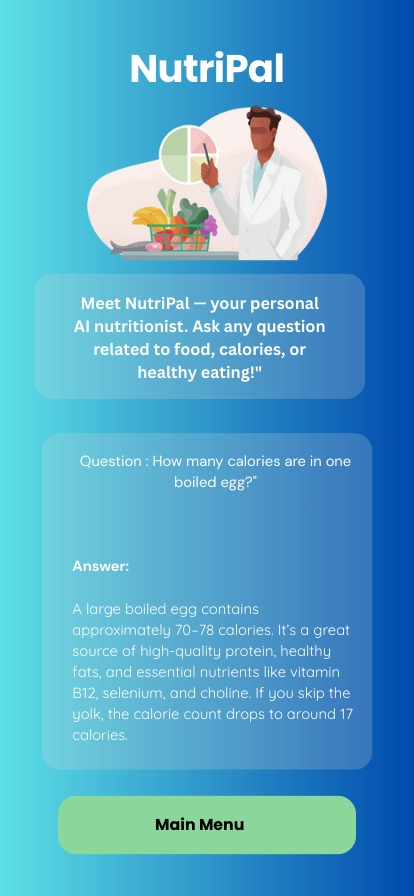 NutriPal
Meet NutriPal — your personal
AI nutritionist. Ask any question
related to food, calories, or
healthy eating!"
Question : How many calories are in one
boiled egg?"
Answer:
A large boiled egg contains
approximately 70–78 calories. It's a great
source of high-quality protein, healthy
fats, and essential nutrients like vitamin
B12, selenium, and choline. If you skip the
yolk, the calorie count drops to around 17
calories.
Main Menu